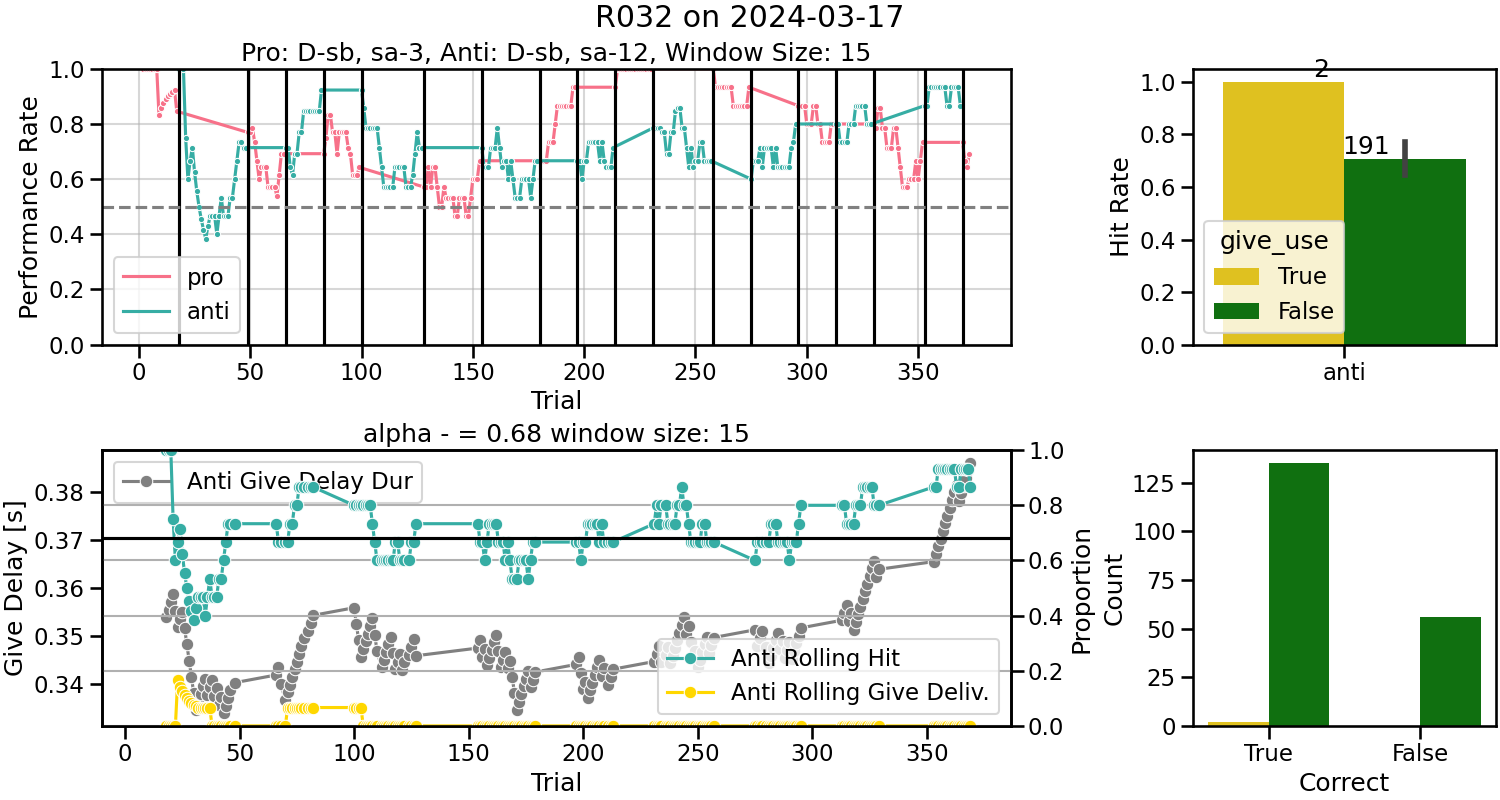 R032 on 2024-03-17
Pro: D-sb, sa-3, Anti: D-sb, sa-12, Window Size: 15
Performance Rate
1.0
0.8
0.6
0.4
0.2
0.0
pro
anti
0 50 100 150 200 250 300 350
Trial
Hit Rate
1.0
0.8
0.6
0.4
0.2
0.0
2
191
give_use
True
False
anti
alpha - = 0.68 window size: 15
Give Delay [s]
0.38
0.37
0.36
0.35
0.34
Anti Give Delay Dur
Anti Rolling Hit
Anti Rolling Give Deliv.
1.0
0.8
0.6
0.4
0.2
0.0
Proportion
0 50 100 150 200 250 300 350
Trial
Count
125
100
75
50
25
0
True False
Correct